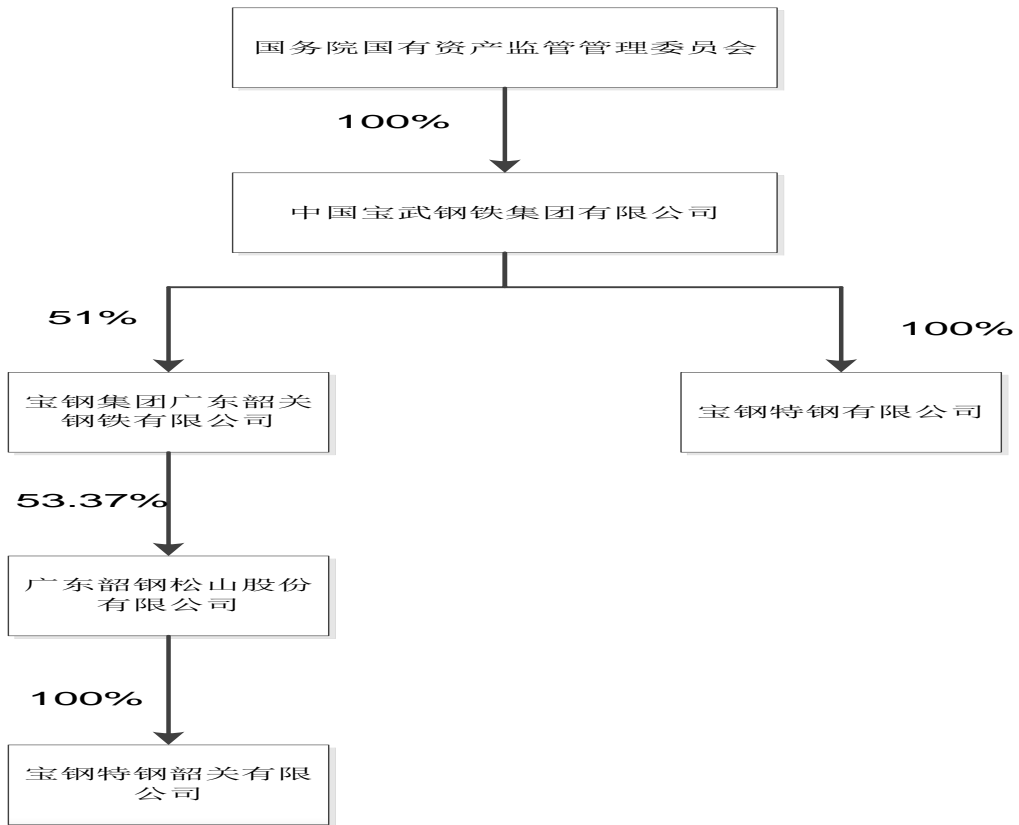 国务院国有资产监管管理委员会
100%
中国宝武钢铁集团有限公司
51%
100%
宝钢集团广东韶关
钢铁有限公司
宝钢特钢有限公司
53.37%
广东韶钢松山股份
有限公司
100%
宝钢特钢韶关有限
公司